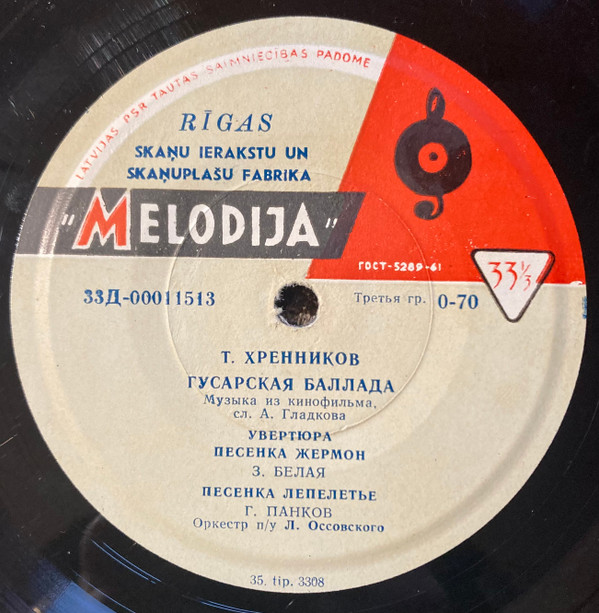 LATVIJAS PSR TAUTAS SAIMNIECĪBAS PADOME
RĪGAS
SKAŅU IERAKSTU UN
SKAŅUPLAŠU FABRIKA
"MELODIJA"
ГОСТ-5289-61
33⅓
33Д-00011513
Третья гр. 0-70
Т. ХРЕННИКОВ
ГУСАРСКАЯ БАЛЛАДА
Музыка из кинофильма,
сл. А. Гладкова
УВЕРТЮРА
ПЕСЕНКА ЖЕРМОН
З. БЕЛАЯ
ПЕСЕНКА ЛЕПЕЛЕТЬЕ
Г. ПАНКОВ
Оркестр п/у Л. Оссовского
35. tip. 3308